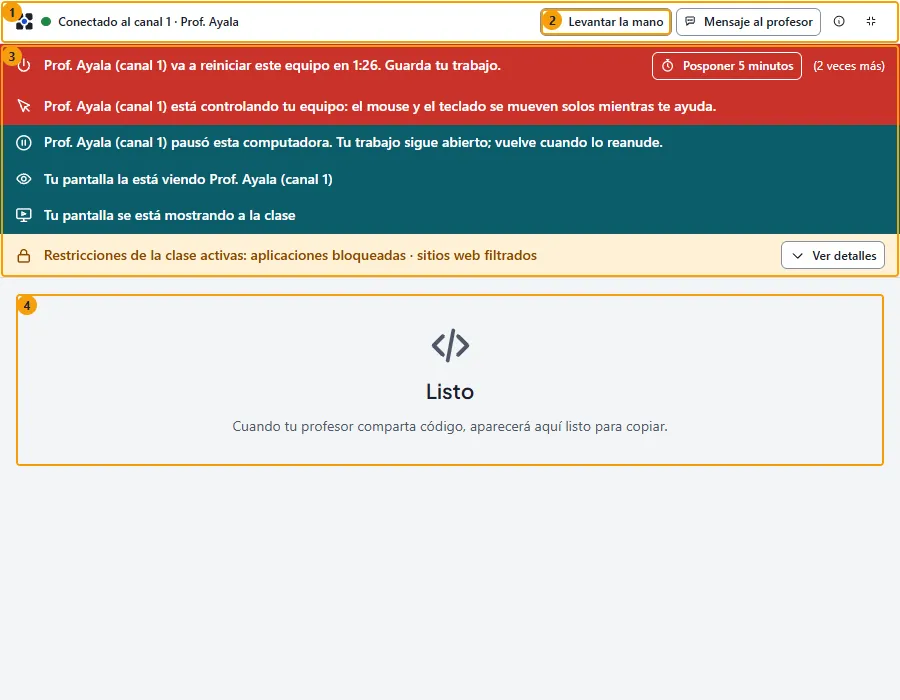 1
Conectado al canal 1 · Prof. Ayala
2
Levantar la mano
Mensaje al profesor
3
Prof. Ayala (canal 1) va a reiniciar este equipo en 1:26. Guarda tu trabajo.
Posponer 5 minutos
(2 veces más)
Prof. Ayala (canal 1) está controlando tu equipo: el mouse y el teclado se mueven solos mientras te ayuda.
Prof. Ayala (canal 1) pausó esta computadora. Tu trabajo sigue abierto; vuelve cuando lo reanude.
Tu pantalla la está viendo Prof. Ayala (canal 1)
Tu pantalla se está mostrando a la clase
Restricciones de la clase activas: aplicaciones bloqueadas · sitios web filtrados
Ver detalles
4
Listo
Cuando tu profesor comparta código, aparecerá aquí listo para copiar.